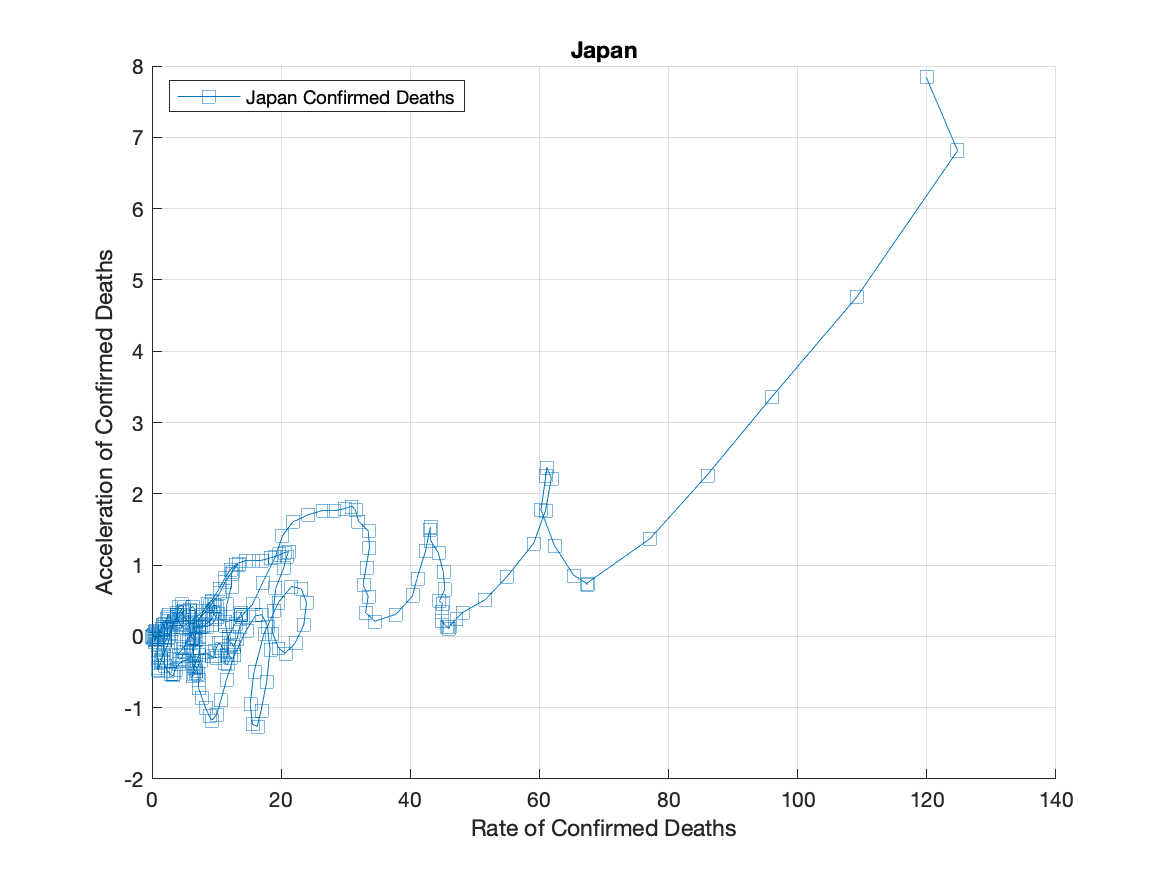 Japan
Japan Confirmed Deaths
8
7
6
5
4
3
2
1
0
-1
-2
Acceleration of Confirmed Deaths
0 20 40 60 80 100 120 140
Rate of Confirmed Deaths